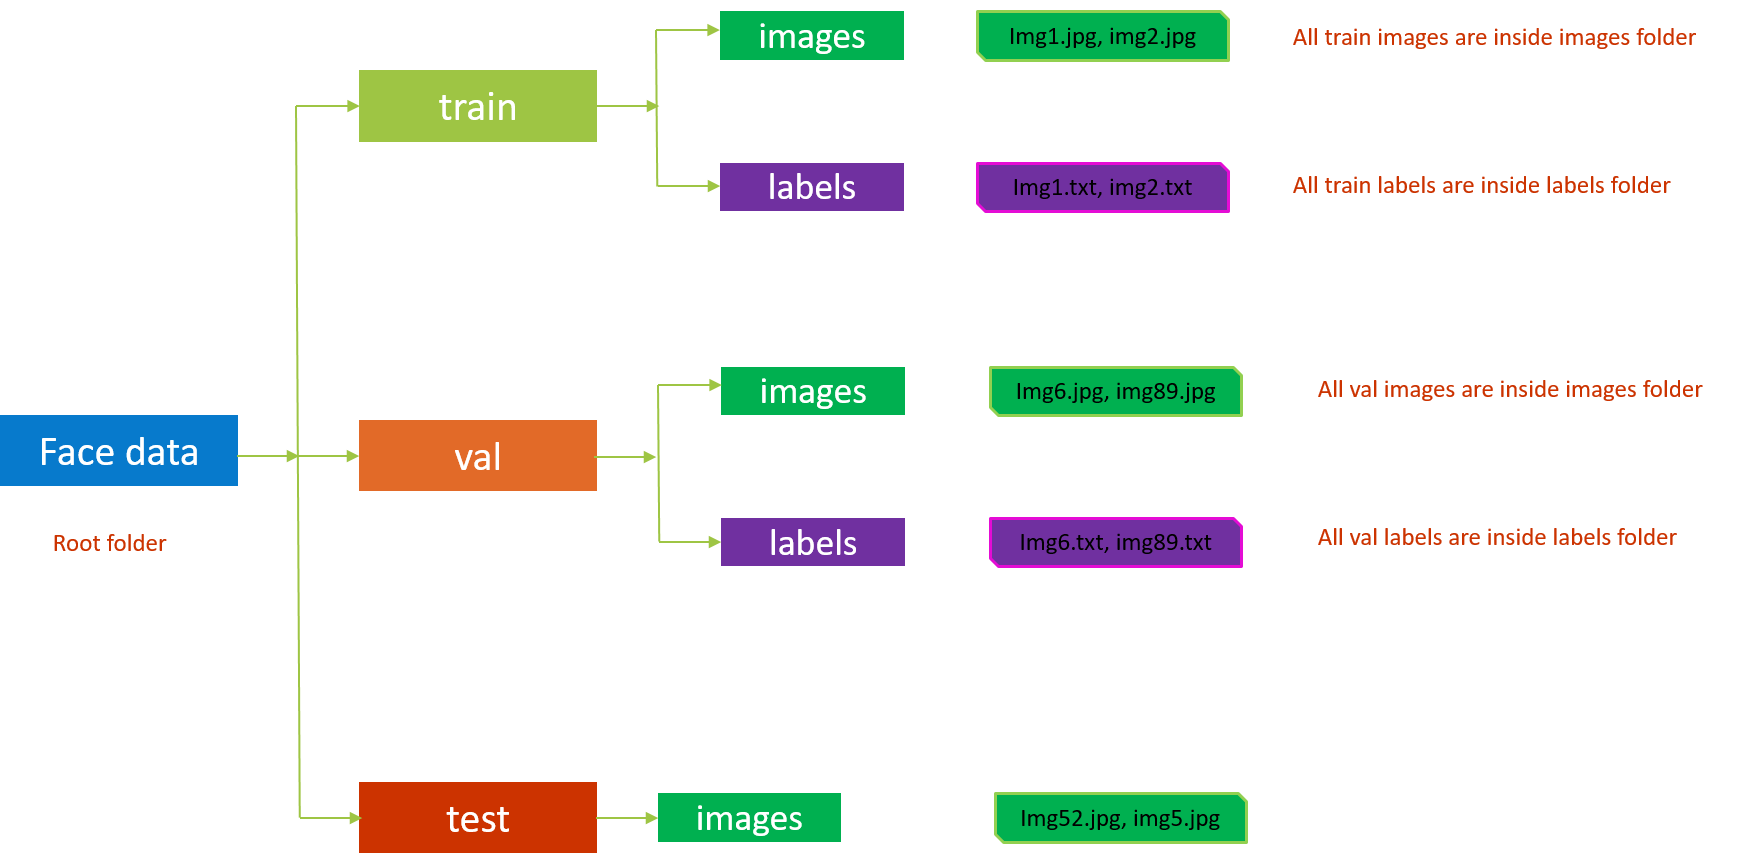 images
Img1.jpg, img2.jpg
All train images are inside images folder
train
labels
Img1.txt, img2.txt
All train labels are inside labels folder
images
Img6.jpg, img89.jpg
All val images are inside images folder
Face data
val
Root folder
labels
Img6.txt, img89.txt
All val labels are inside labels folder
test
images
Img52.jpg, img5.jpg